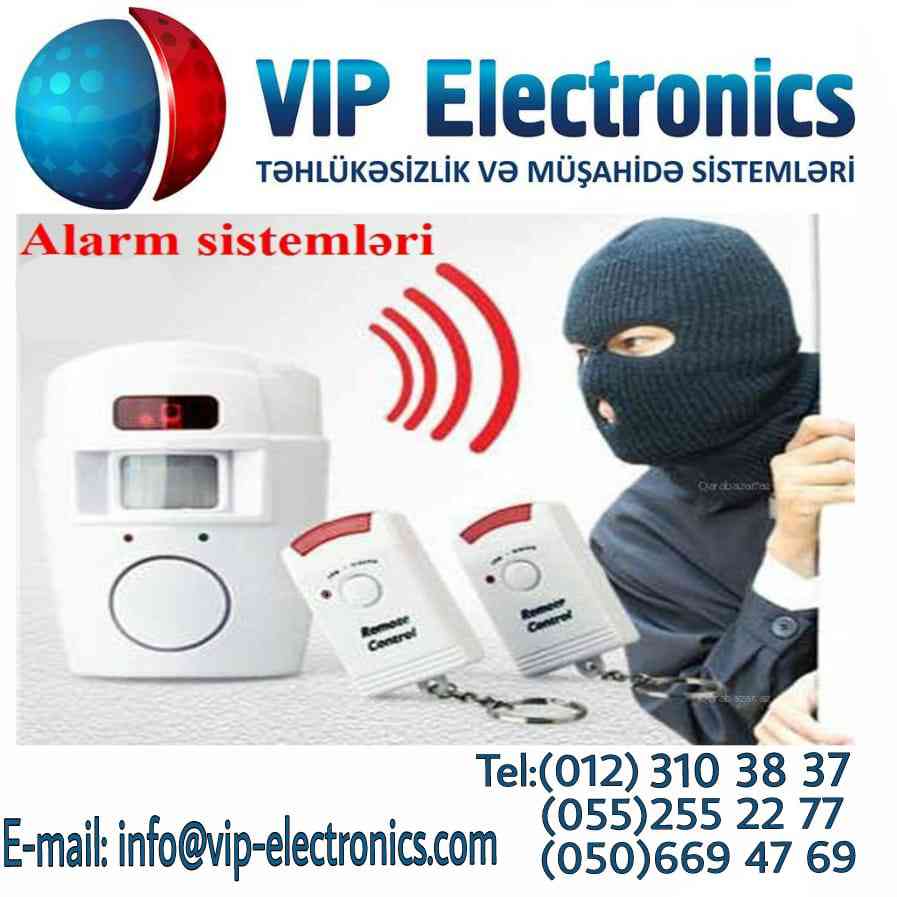 VIP Electronics
TƏHLÜKƏSİZLİK VƏ MÜŞAHİDƏ SİSTEMLƏRİ
Alarm sistemləri
Remote
Control
Remote
Control
Tel:(012) 310 38 37
(055)255 22 77
(050)669 47 69
E-mail: info@vip-electronics.com